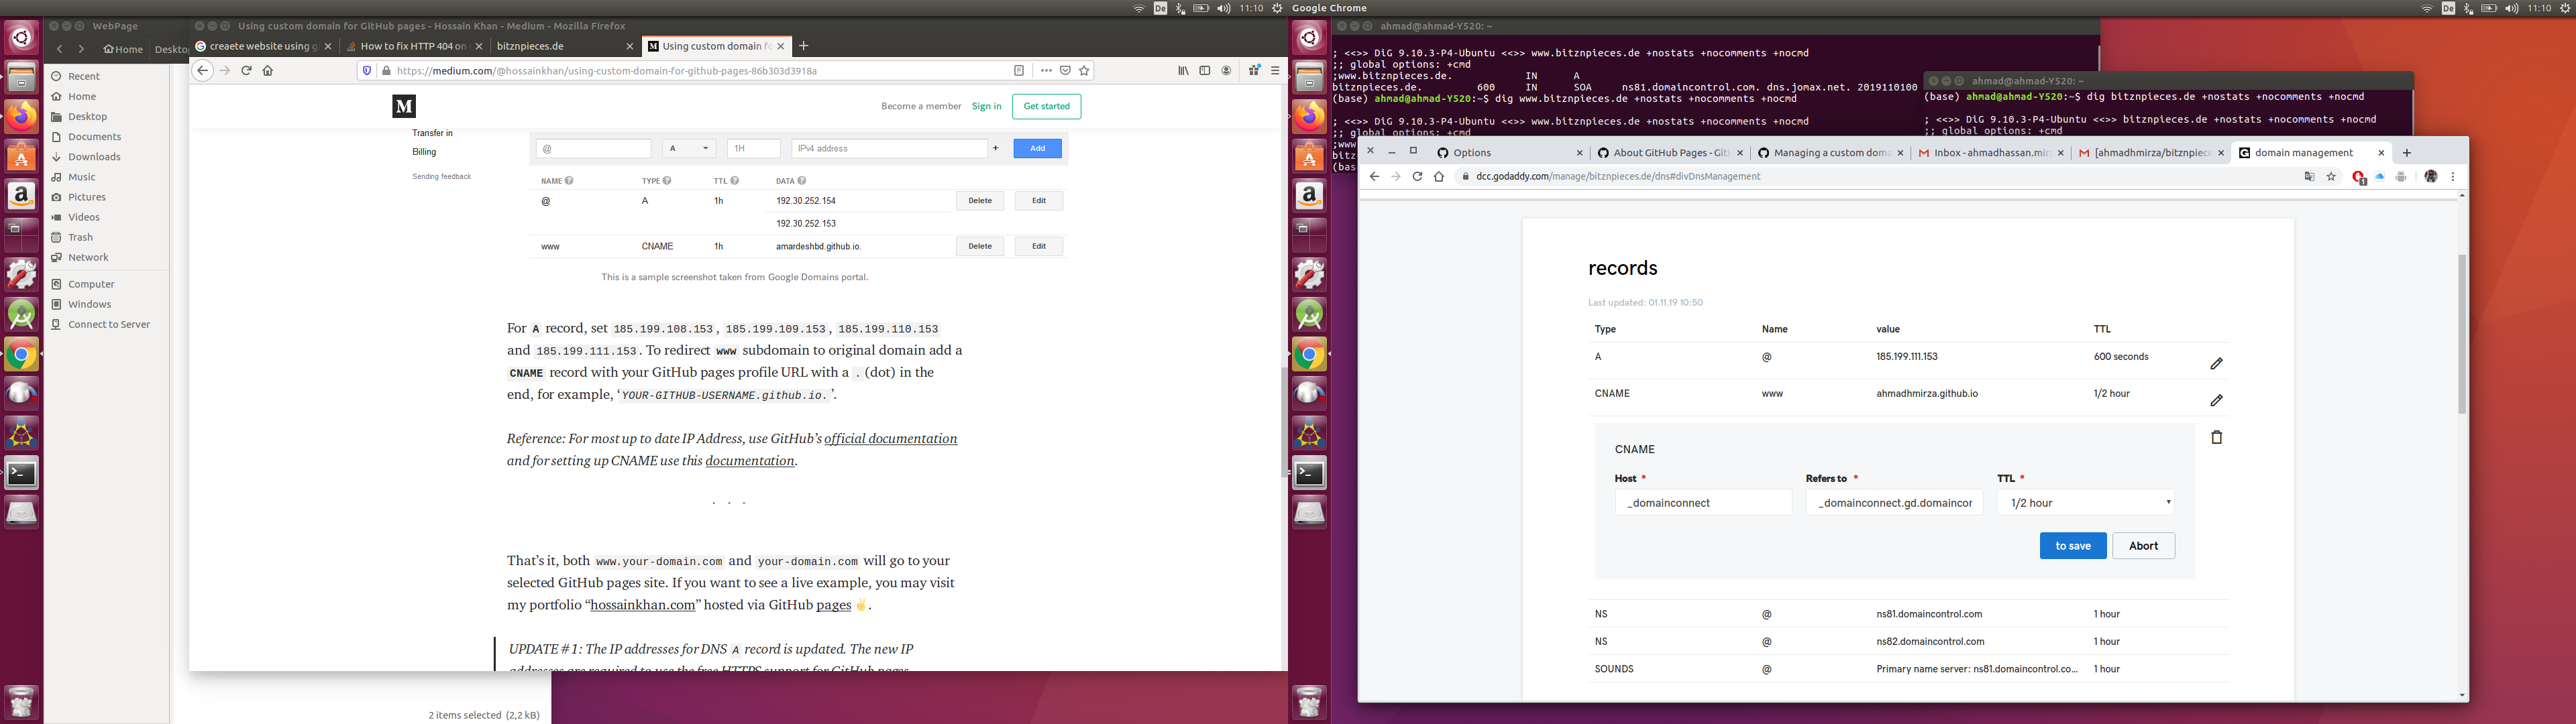 De
11:10
Google Chrome
De
11:10
WebPage
Using custom domain for GitHub pages - Hossain Khan - Medium - Mozilla Firefox
Home
Desktop
creaete website using g
How to fix HTTP 404 on
bitznpieces.de
Using custom domain fo
https://medium.com/@hossainkhan/using-custom-domain-for-github-pages-86b303d3918a
Recent
Home
Desktop
Documents
Downloads
Music
Pictures
Videos
Trash
Network
Computer
Windows
Connect to Server
M
Become a member
Sign in
Get started
Transfer in
Billing
Sending feedback
@
A
1H
IPv4 address
+
Add
NAME
TYPE
TTL
DATA
@
A
1h
192.30.252.154
Delete
Edit
192.30.252.153
www
CNAME
1h
amardeshbd.github.io.
Delete
Edit
This is a sample screenshot taken from Google Domains portal.
For A record, set 185.199.108.153, 185.199.109.153, 185.199.110.153
and 185.199.111.153. To redirect www subdomain to original domain add a
CNAME record with your GitHub pages profile URL with a .(dot) in the
end, for example, ‘YOUR-GITHUB-USERNAME.github.io.’.
Reference: For most up to date IP Address, use GitHub’s official documentation
and for setting up CNAME use this documentation.
. . .
That’s it, both www.your-domain.com and your-domain.com will go to your
selected GitHub pages site. If you want to see a live example, you may visit
my portfolio “hossainkhan.com” hosted via GitHub pages ✌.
UPDATE #1: The IP addresses for DNS A record is updated. The new IP
addresses are required to use the free HTTPS support for GitHub pages
2 items selected (2,2 kB)
ahmad@ahmad-Y520: ~
; <<>> DiG 9.10.3-P4-Ubuntu <<>> www.bitznpieces.de +nostats +nocomments +nocmd
;; global options: +cmd
;www.bitznpieces.de. IN A
bitznpieces.de. 600 IN SOA ns81.domaincontrol.com. dns.jomax.net. 2019110100
(base) ahmad@ahmad-Y520:~$ dig www.bitznpieces.de +nostats +nocomments +nocmd
; <<>> DiG 9.10.3-P4-Ubuntu <<>> www.bitznpieces.de +nostats +nocomments +nocmd
;; global options: +cmd
;www
bitz
(bas
ahmad@ahmad-Y520: ~
(base) ahmad@ahmad-Y520:~$ dig bitznpieces.de +nostats +nocomments +nocmd
; <<>> DiG 9.10.3-P4-Ubuntu <<>> bitznpieces.de +nostats +nocomments +nocmd
;; global options: +cmd
Options
About GitHub Pages - Git
Managing a custom doma
Inbox - ahmadhassan.mir
[ahmadhmirza/bitznpiece
domain management
dcc.godaddy.com/manage/bitznpieces.de/dns#divDnsManagement
records
Last updated: 01.11.19 10:50
Type
Name
value
TTL
A
@
185.199.111.153
600 seconds
CNAME
www
ahmadhmirza.github.io
1/2 hour
CNAME
Host *
Refers to *
TTL *
_domainconnect
_domainconnect.gd.domaincor
1/2 hour
to save
Abort
NS
@
ns81.domaincontrol.com
1 hour
NS
@
ns82.domaincontrol.com
1 hour
SOUNDS
@
Primary name server: ns81.domaincontrol.co...
1 hour